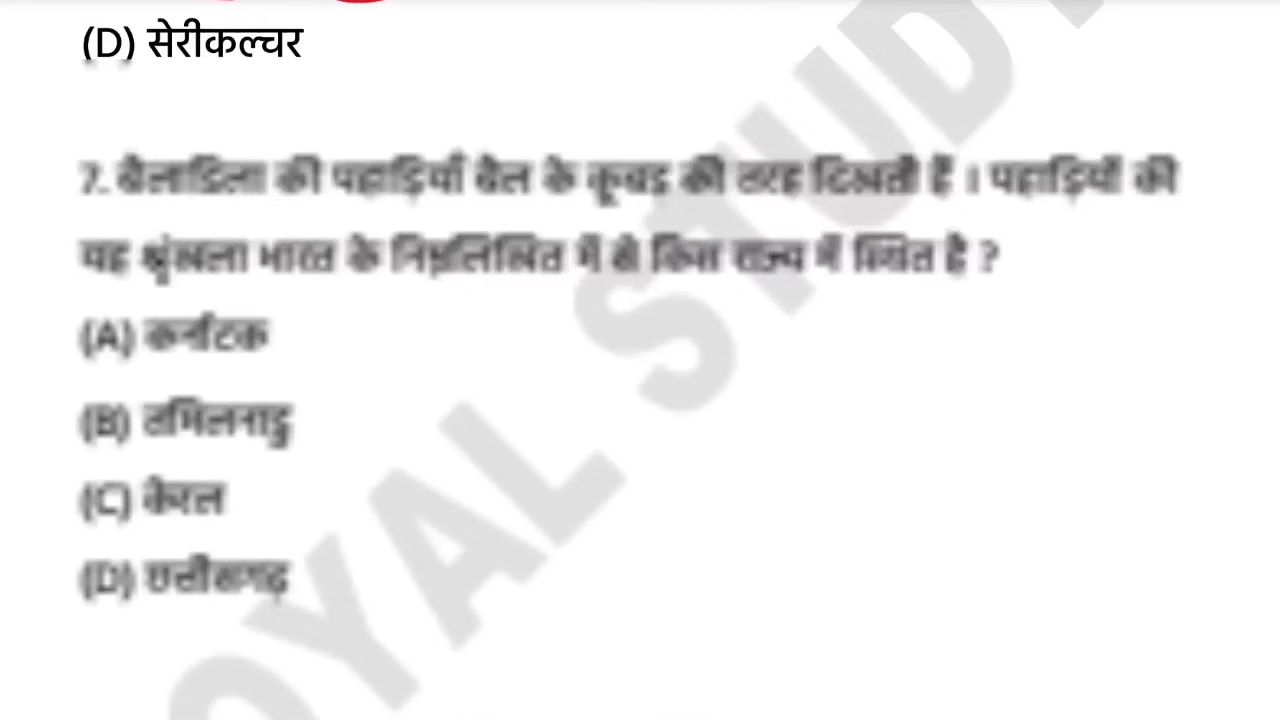 (D) सेरीकल्चर
7. बैलाडिला की पहाड़ियाँ बैल के कूबड़ की तरह दिखती हैं । पहाड़ियों की
यह श्रृंखला भारत के निम्नलिखित में से किस राज्य में स्थित है ?
(A) कर्नाटक
(B) तमिलनाडु
(C) केरल
(D) छत्तीसगढ़
OYAL STUDY